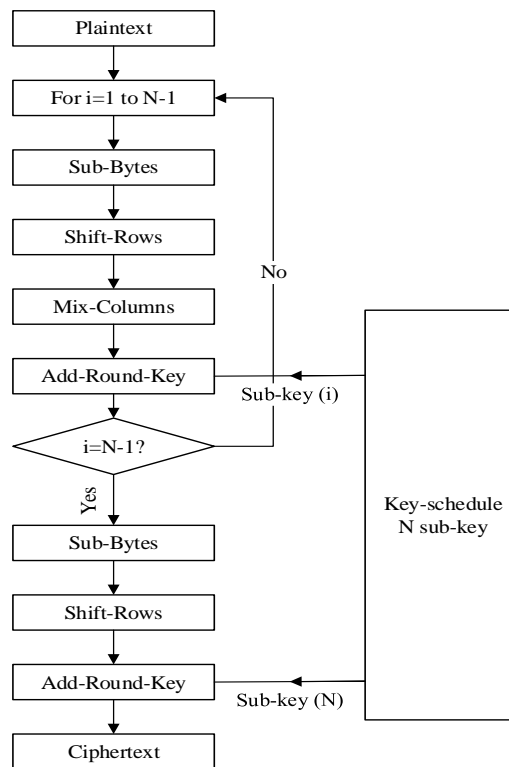 Plaintext
For i=1 to N-1
Sub-Bytes
Shift-Rows
No
Mix-Columns
Add-Round-Key
Sub-key (i)
i=N-1?
Yes
Key-schedule
N sub-key
Sub-Bytes
Shift-Rows
Add-Round-Key
Sub-key (N)
Ciphertext